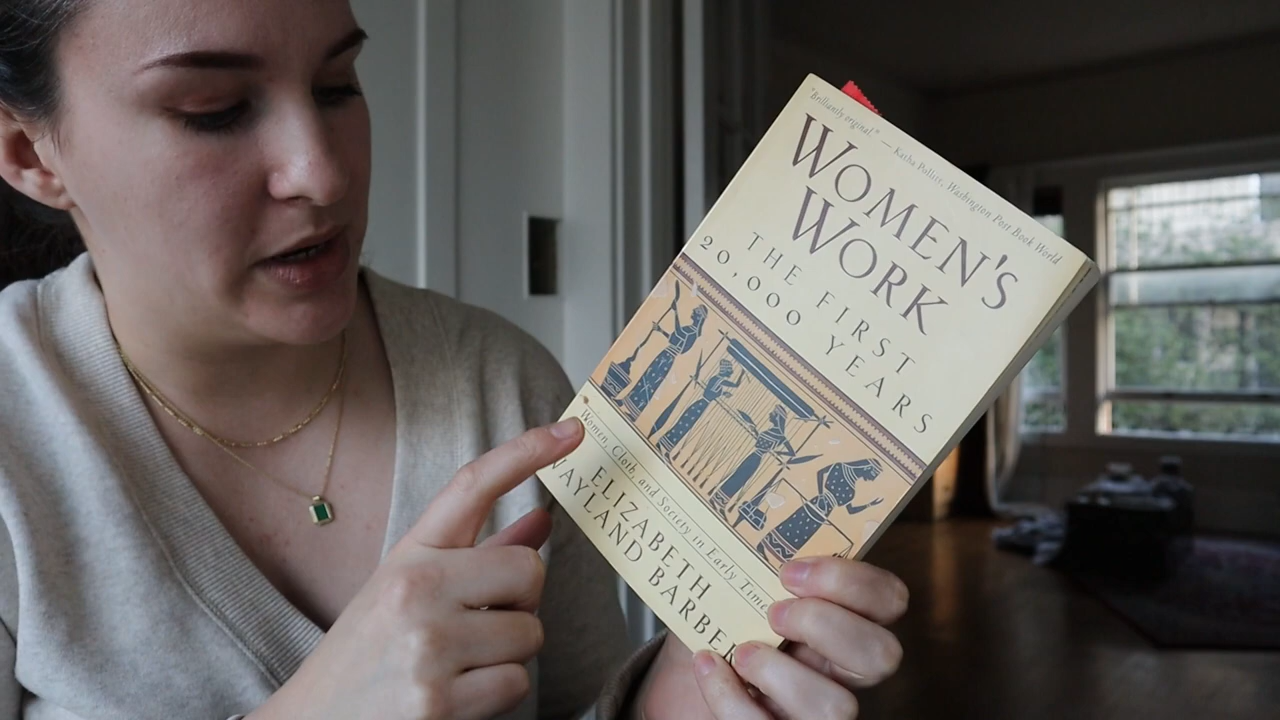 "Brilliantly original." — Katha Pollitt, Washington Post Book World
WOMEN'S
WORK
THE FIRST
20,000 YEARS
Women, Cloth, and Society in Early Times
ELIZABETH
WAYLAND BARBER